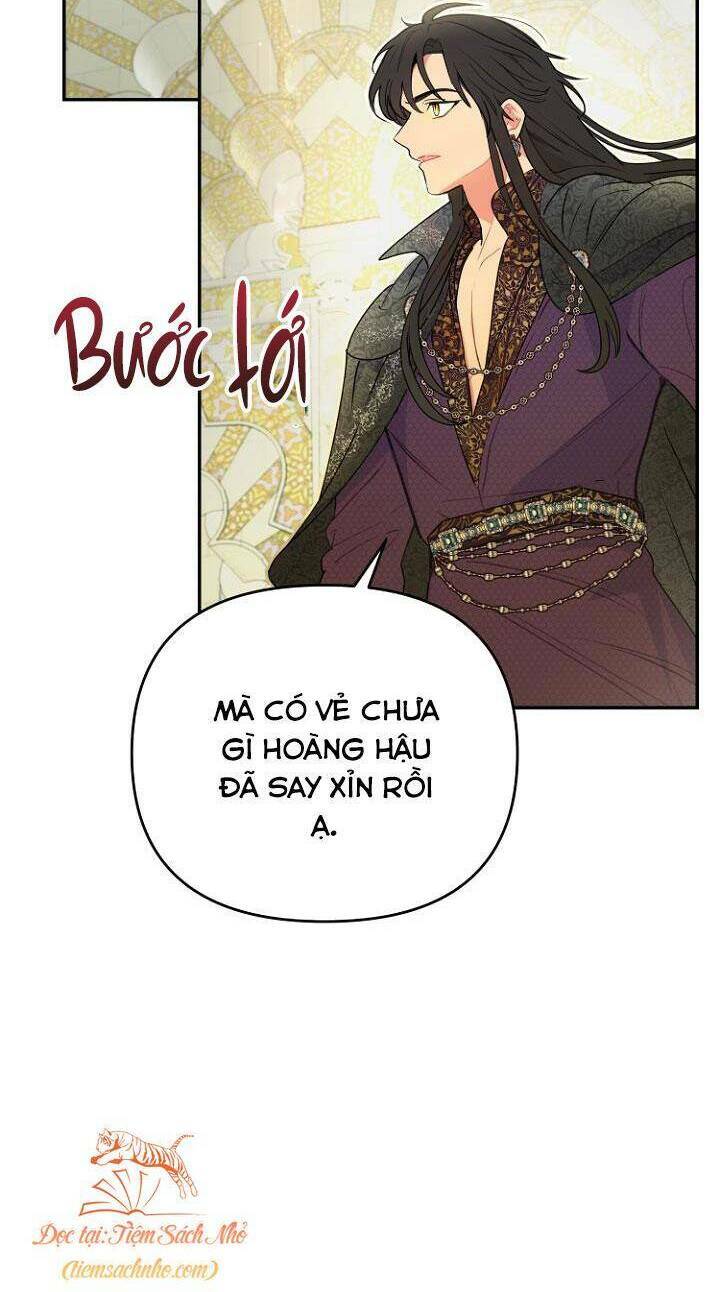 Bước tới
MÀ CÓ VẺ CHƯA
GÌ HOÀNG HẬU
ĐÃ SAY XỈN RỒI
Ạ.
Đọc tại: Tiệm Sách Nhỏ
(tiemsachnho.com)